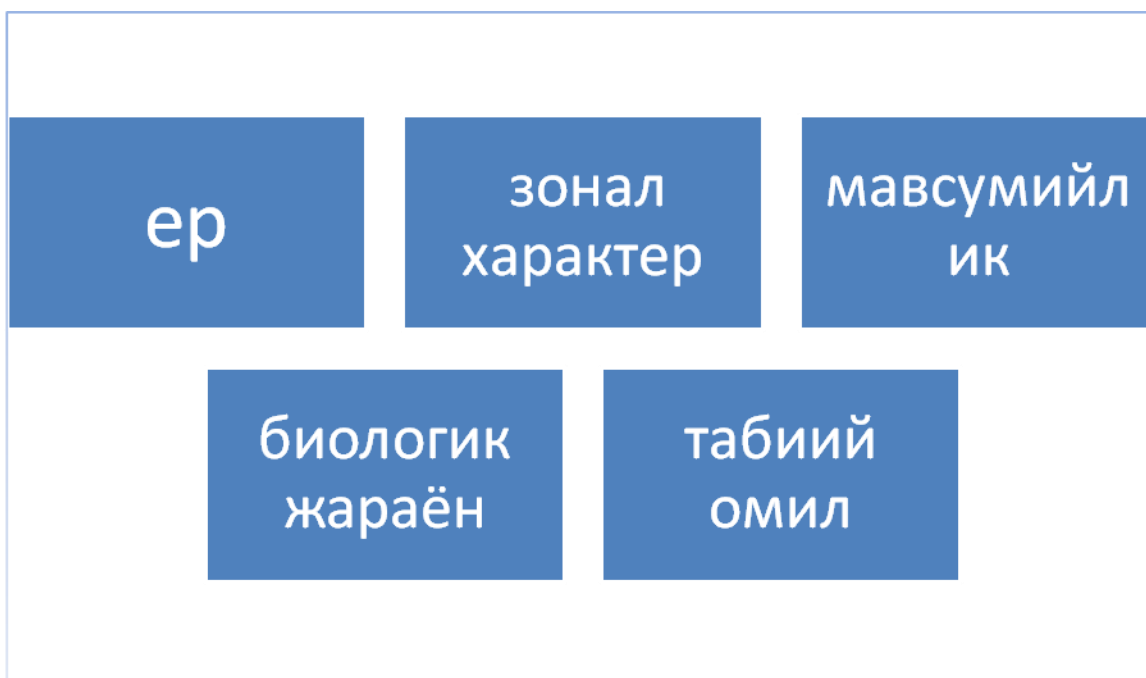 ер
зонал
характер
мавсумийл
ик
биологик
жараён
табиий
омил